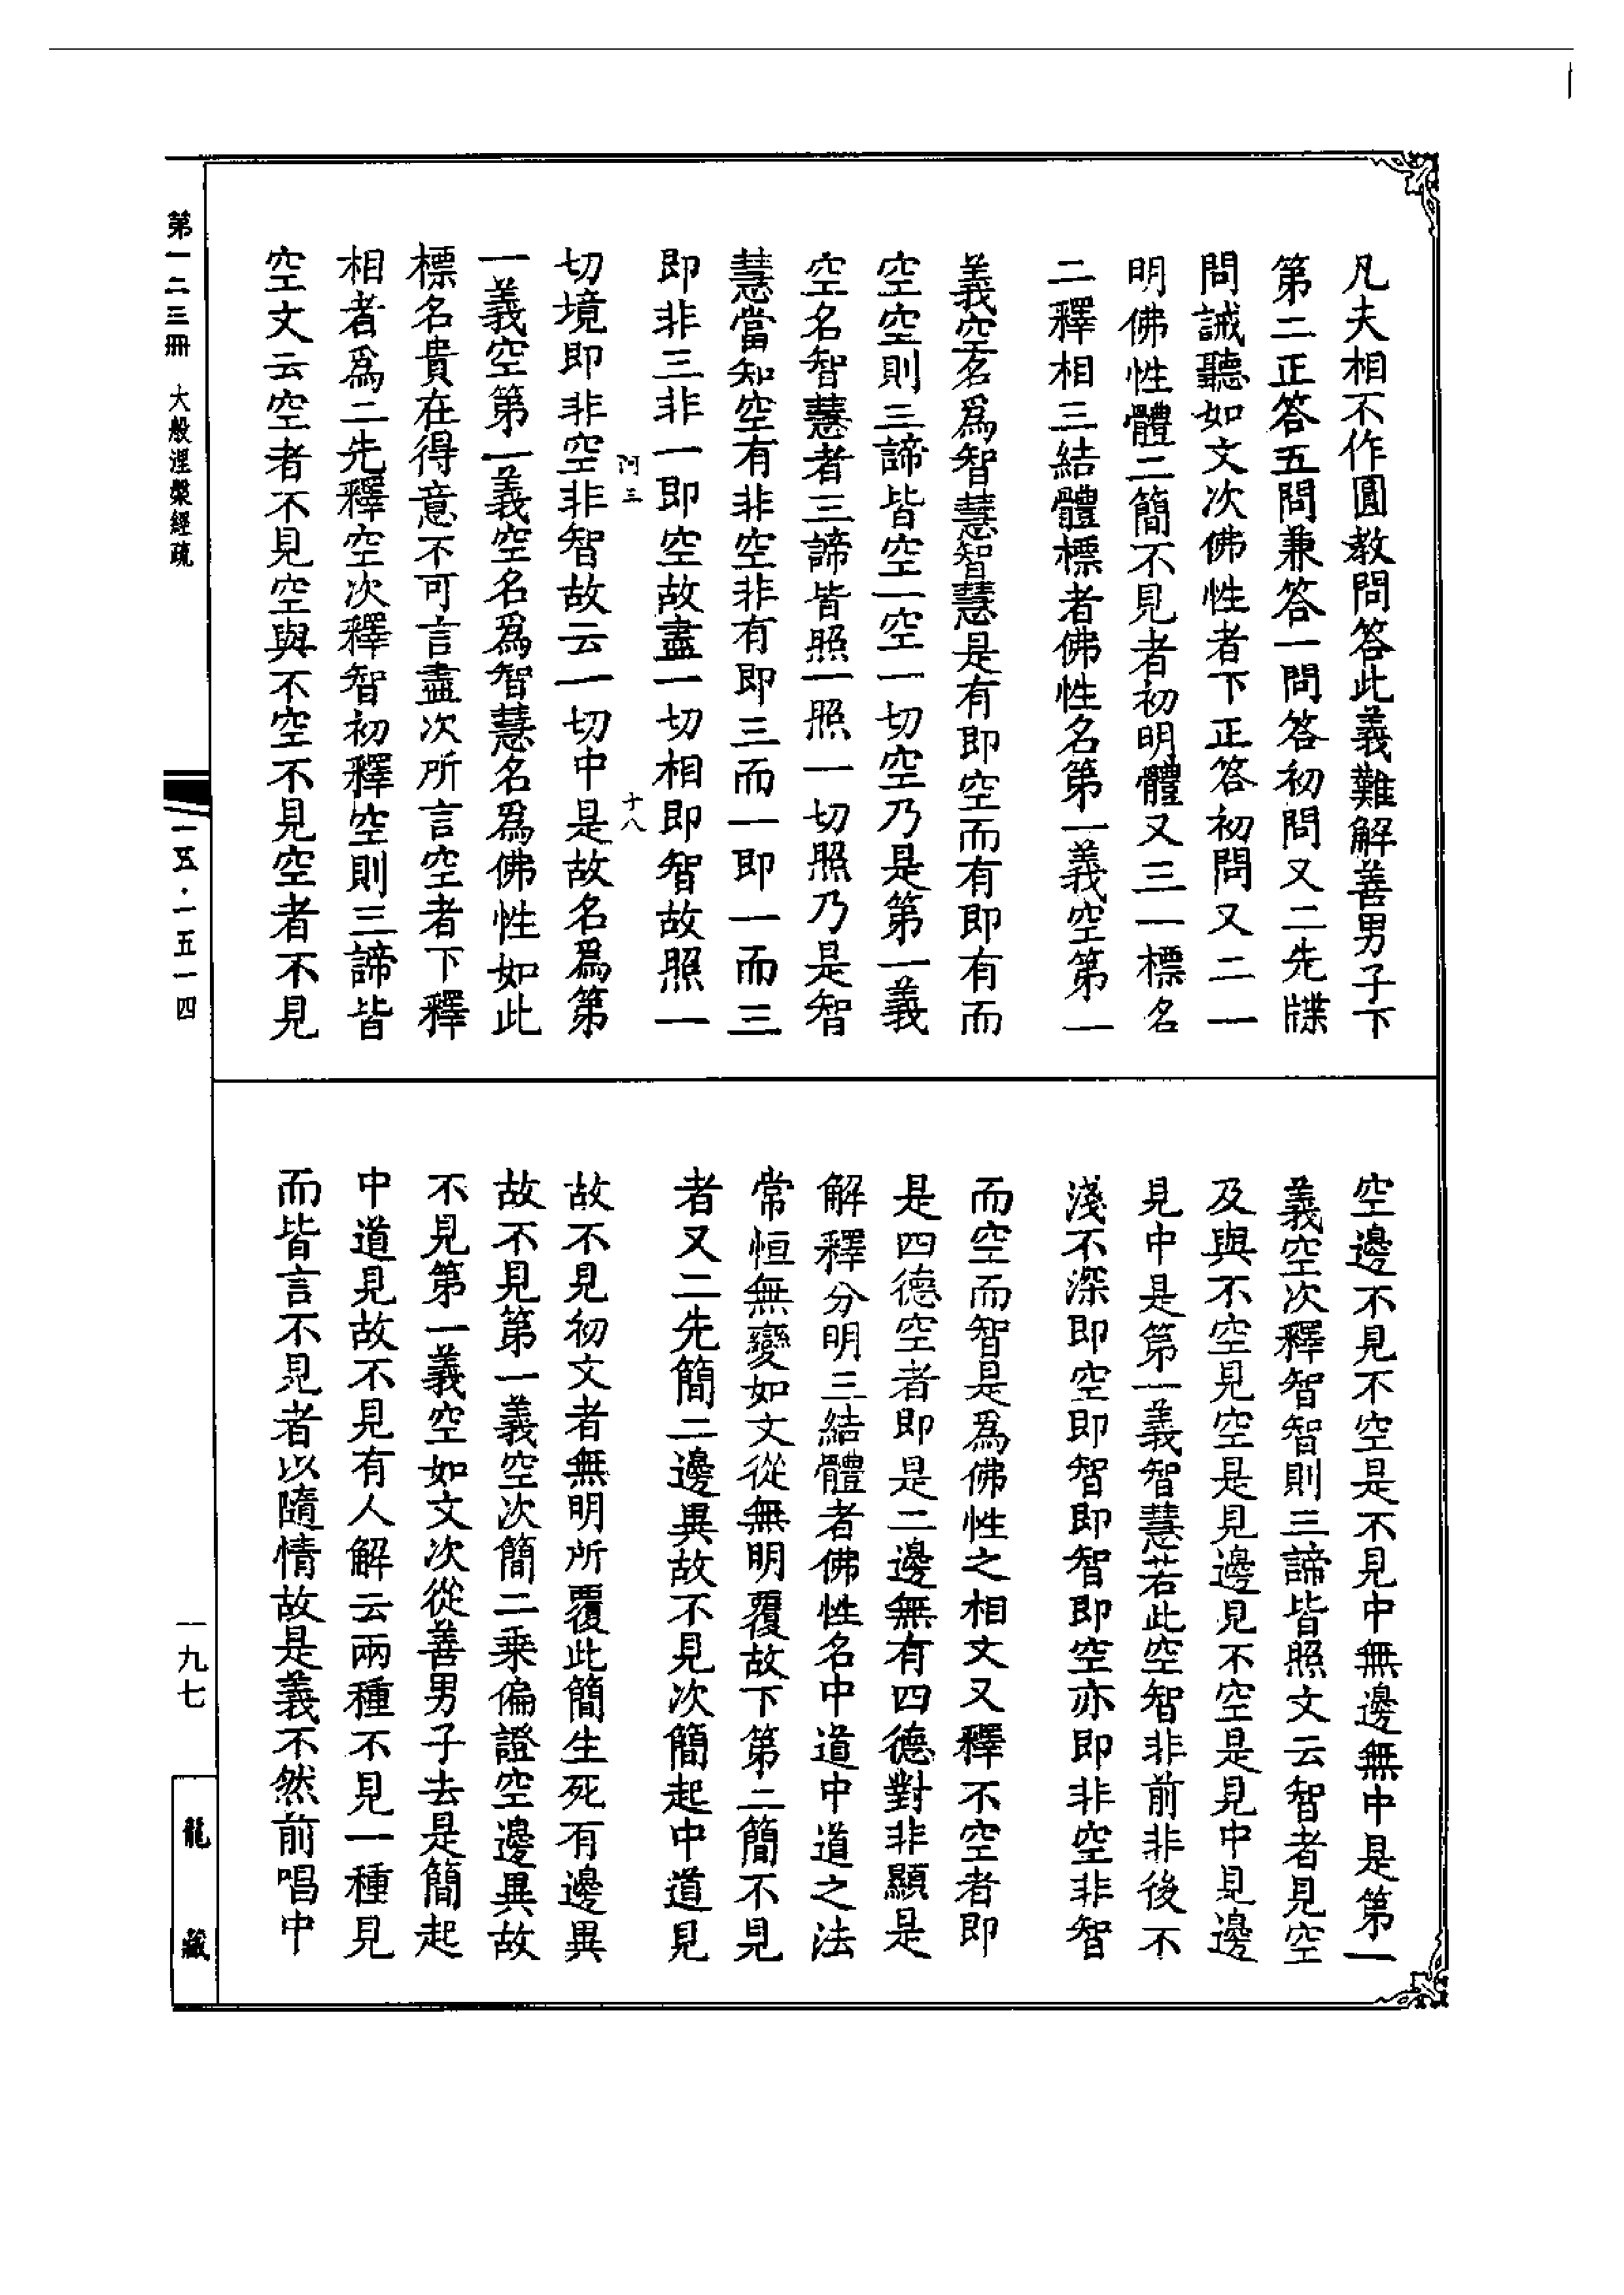 凡夫相不作圓教問答此義難解善男子下
第二正答五問兼答一問答初問又二先牒
問誡聽如文次佛性者下正答初問又二一
明佛性體二簡不見者初明體又三一標名
二釋相三結體標者佛性名第一義空第一
義空名爲智慧智慧是有即空而有即有而
空空則三諦皆空一空一切空乃是第一義
空名智慧者三諦皆照一照一切照乃是智
慧當知空有非空非有即三而一即一而三
即非三非一即空故盡一切相即智故照一
阿三
十八
切境即非空非智故云一切中是故名爲第
一義空第一義空名爲智慧名爲佛性如此
標名貴在得意不可言盡次所言空者下釋
相者爲二先釋空次釋智初釋空則三諦皆
空文云空者不見空與不空不見空者不見
空邊不見不空是不見中無邊無中是第一
義空次釋智智則三諦皆照文云智者見空
及與不空見空是見邊見不空是見中見邊
見中是第一義智慧若此空智非前非後不
淺不深即空即智即智即空亦即非空非智
而空而智是爲佛性之相文又釋不空者即
是四德空者即是二邊無有四德對非顯是
解釋分明三結體者佛性名中道中道之法
常恒無變如文從無明覆故下第二簡不見
者又二先簡二邊異故不見次簡起中道見
故不見初文者無明所覆此簡生死有邊異
故不見第一義空次簡二乘偏證空邊異故
不見第一義空如文次從善男子去是簡起
中道見故不見有人解云兩種不見一種見
而皆言不見者以隨情故是義不然前唱中
第一二三冊
大般涅槃經疏
一五·一五一四
一九七
龍藏